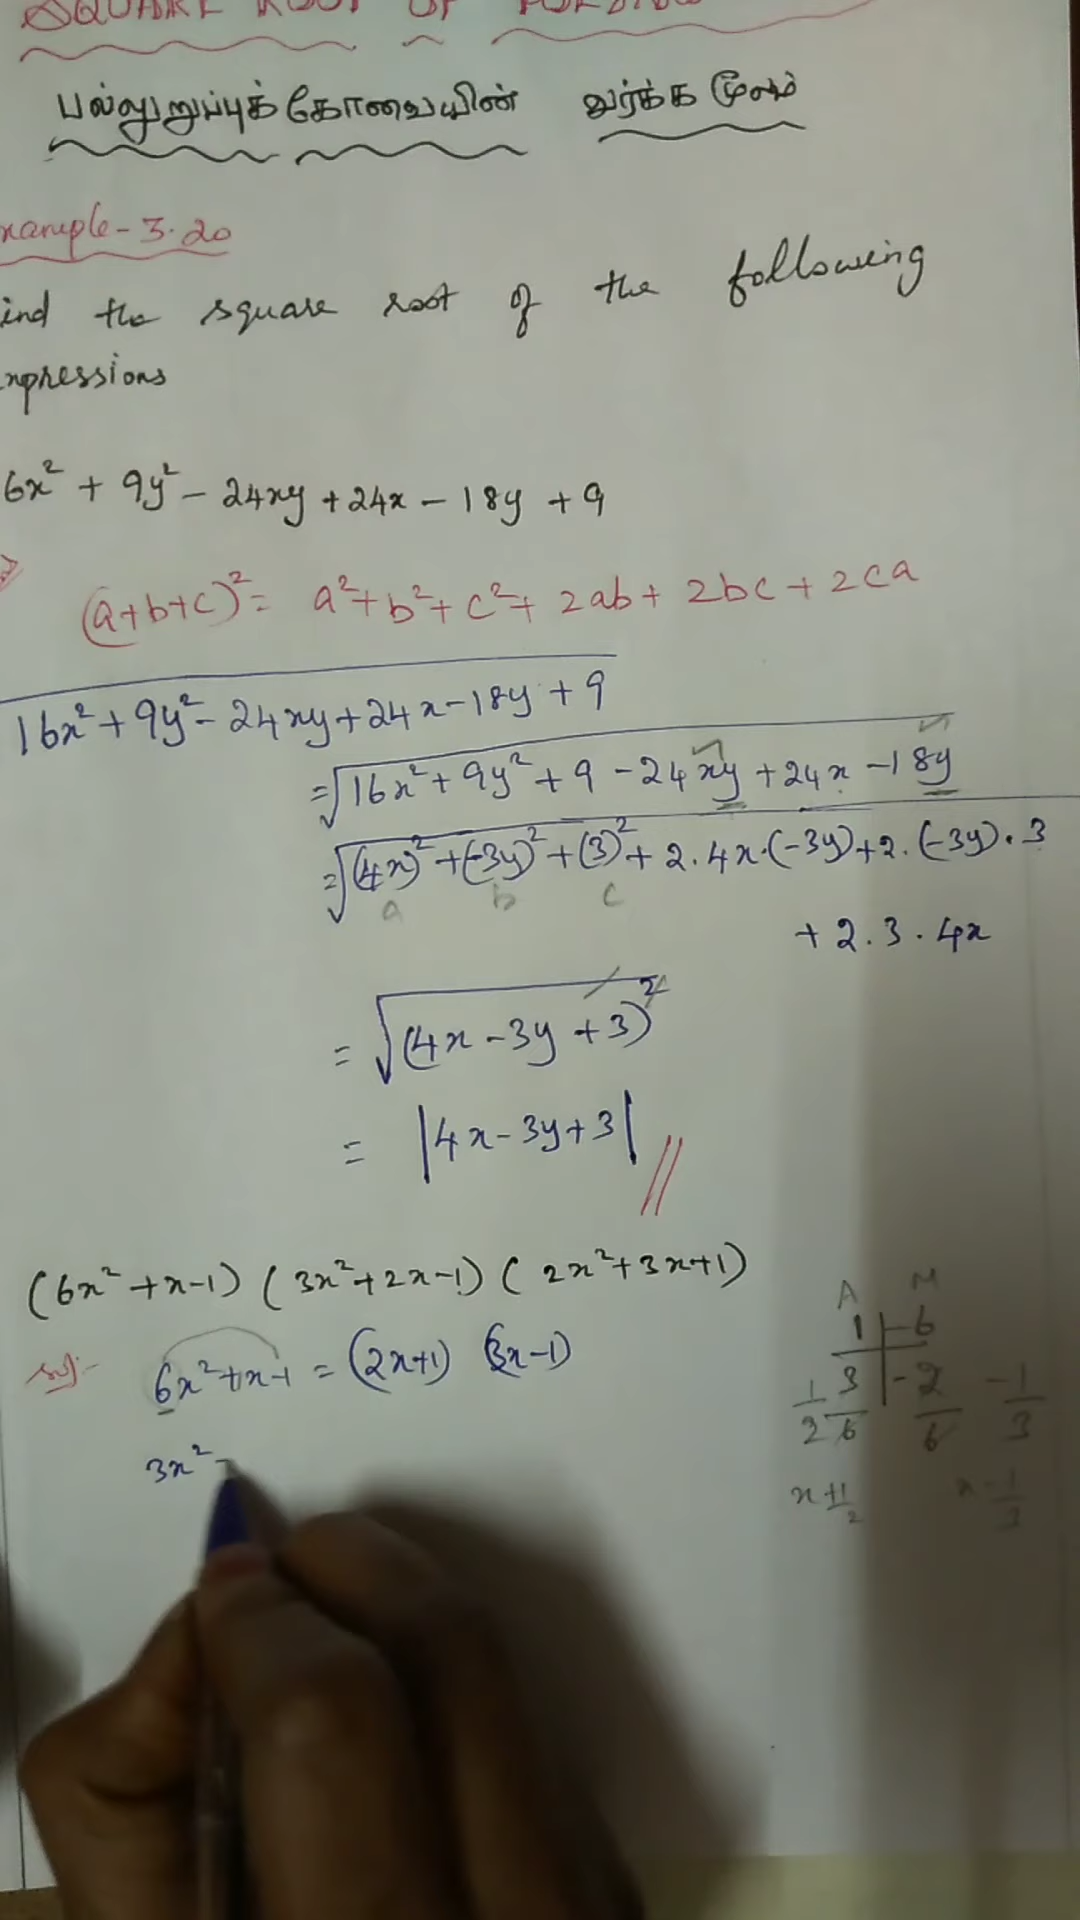 SQUARE ROOT OF
பல்லுறுப்புக்கோவையின் வர்க்க மூலம்
xample-3.20
ind the square root of the following
xpressions
6x² + 9y² - 24xy + 24x - 18y + 9
(a+b+c)² = a² + b² + c² + 2ab + 2bc + 2ca
16x² + 9y² - 24xy + 24x - 18y + 9
= √16x² + 9y² + 9 - 24xy + 24x - 18y
= √(4x)² + (-3y)² + (3)² + 2.4x.(-3y) + 2.(-3y).3
a b c
+ 2.3.4x
= √(4x - 3y + 3)²
= |4x - 3y + 3|
(6x² + x - 1) (3x² + 2x - 1) (2x² + 3x + 1)
A M
1 -6
Sol:- 6x² + x - 1 = (2x+1) (3x-1)
1/2 3/6 -2/6 -1/3
3x²
x + 1/2 x - 1/3